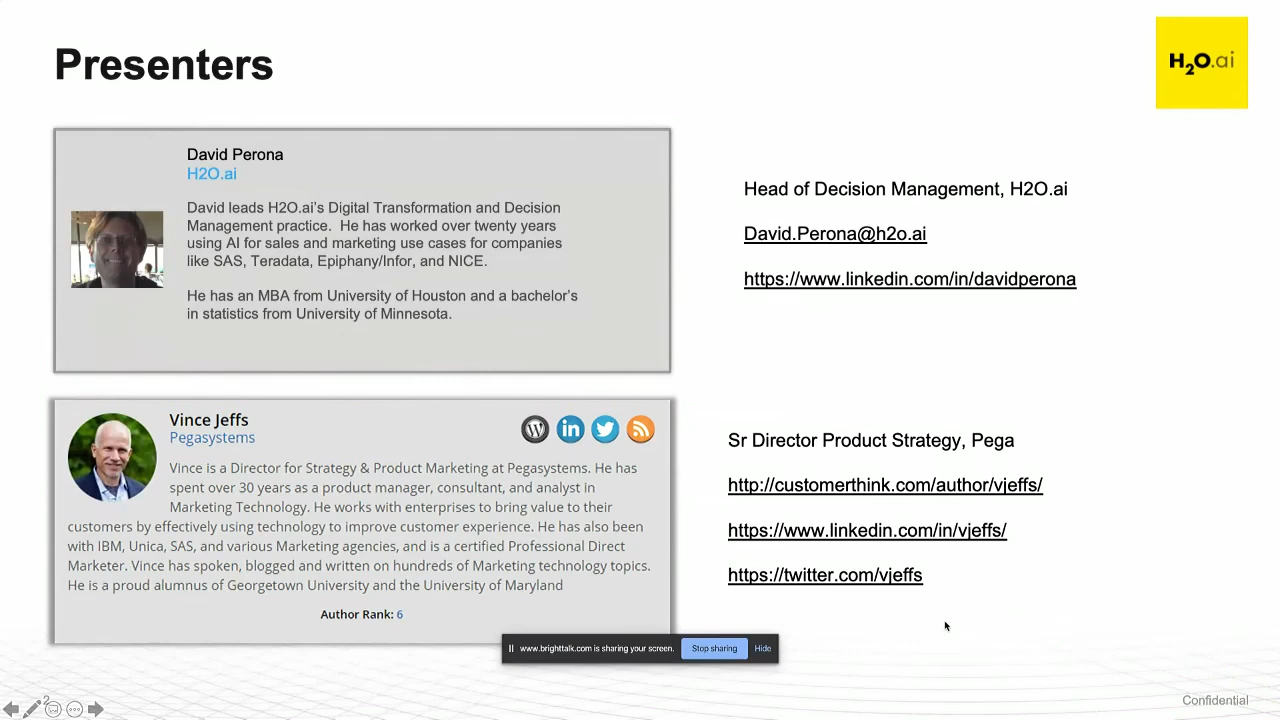 Presenters
H2O.ai
David Perona
H2O.ai
David leads H2O.ai's Digital Transformation and Decision
Management practice. He has worked over twenty years
using AI for sales and marketing use cases for companies
like SAS, Teradata, Epiphany/Infor, and NICE.
He has an MBA from University of Houston and a bachelor's
in statistics from University of Minnesota.
Head of Decision Management, H2O.ai
David.Perona@h2o.ai
https://www.linkedin.com/in/davidperona
Vince Jeffs
Pegasystems
Vince is a Director for Strategy & Product Marketing at Pegasystems. He has
spent over 30 years as a product manager, consultant, and analyst in
Marketing Technology. He works with enterprises to bring value to their
customers by effectively using technology to improve customer experience. He has also been
with IBM, Unica, SAS, and various Marketing agencies, and is a certified Professional Direct
Marketer. Vince has spoken, blogged and written on hundreds of Marketing technology topics.
He is a proud alumnus of Georgetown University and the University of Maryland
Author Rank: 6
Sr Director Product Strategy, Pega
http://customerthink.com/author/vjeffs/
https://www.linkedin.com/in/vjeffs/
https://twitter.com/vjeffs
www.brighttalk.com is sharing your screen. Stop sharing Hide
2
Confidential